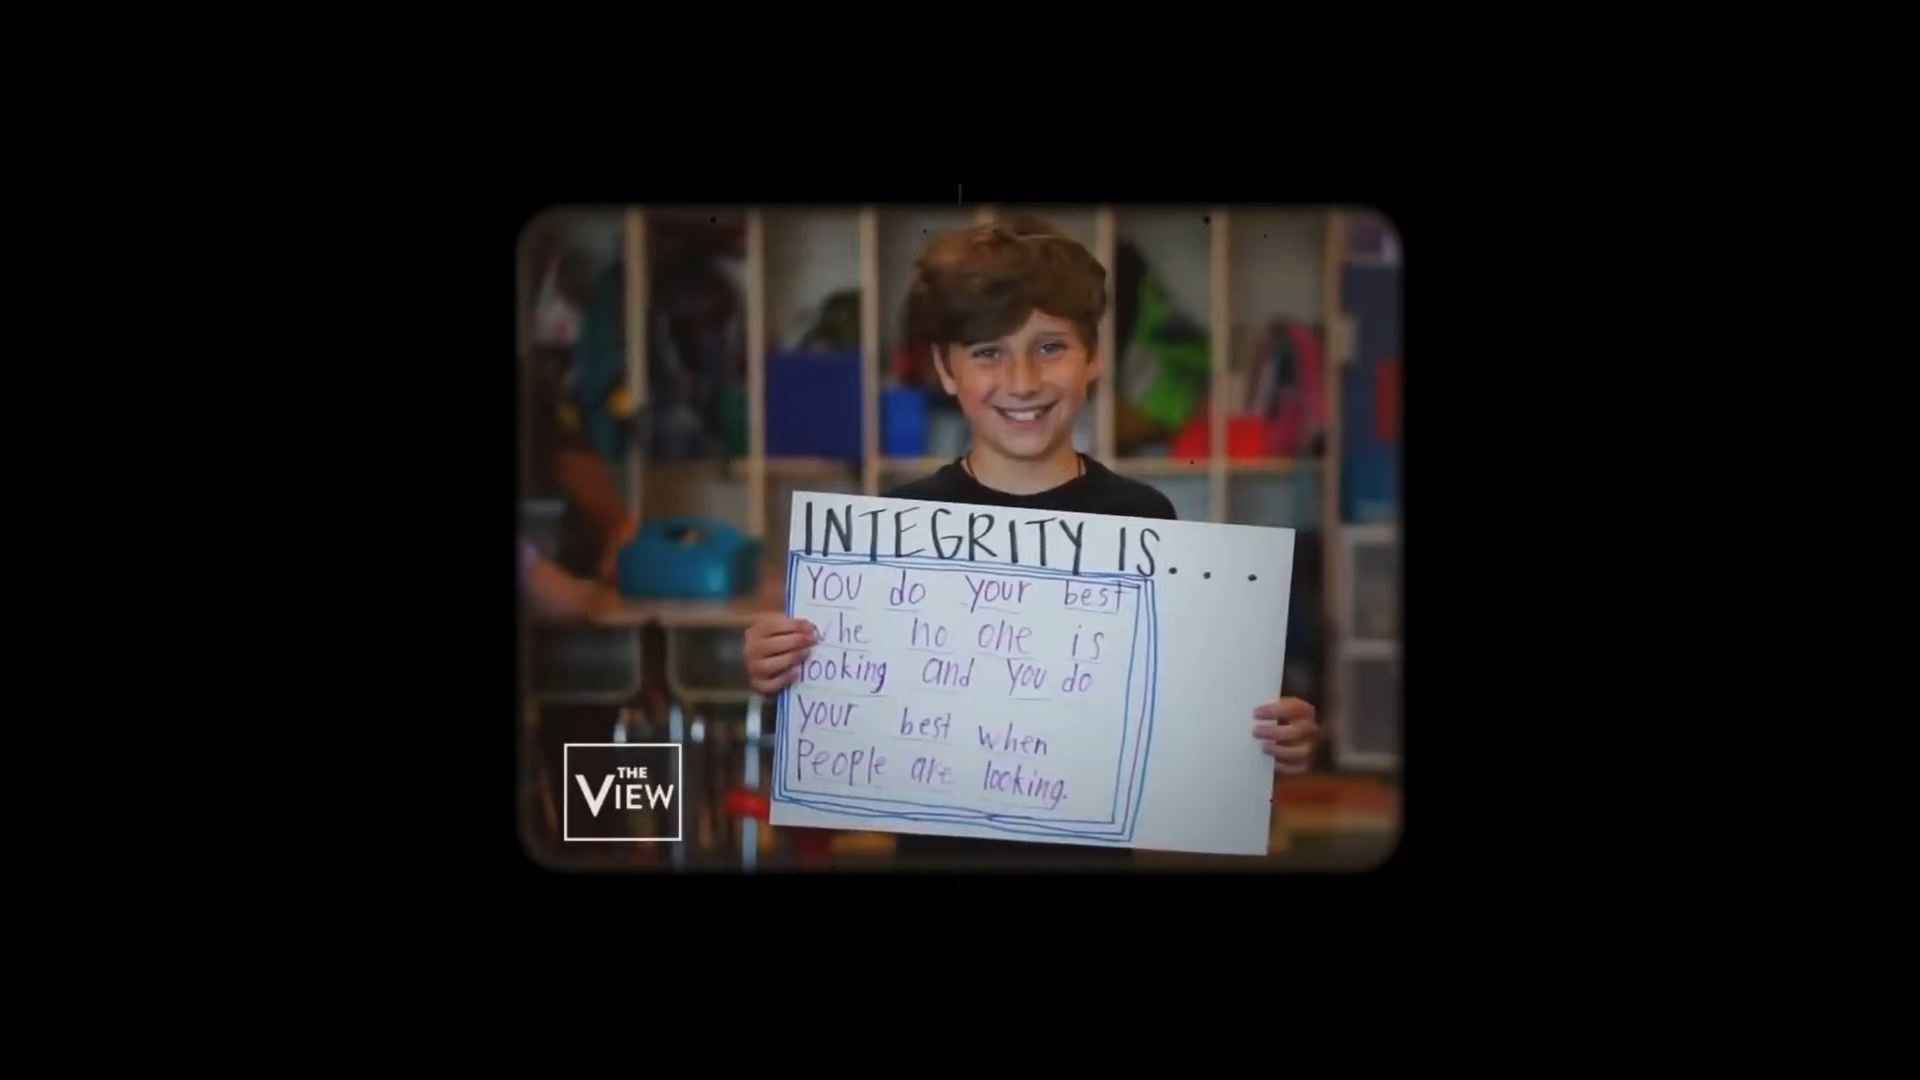 INTEGRITY IS...
You do your best
whe no one is
looking and you do
your best when
People are looking.
THE
VIEW